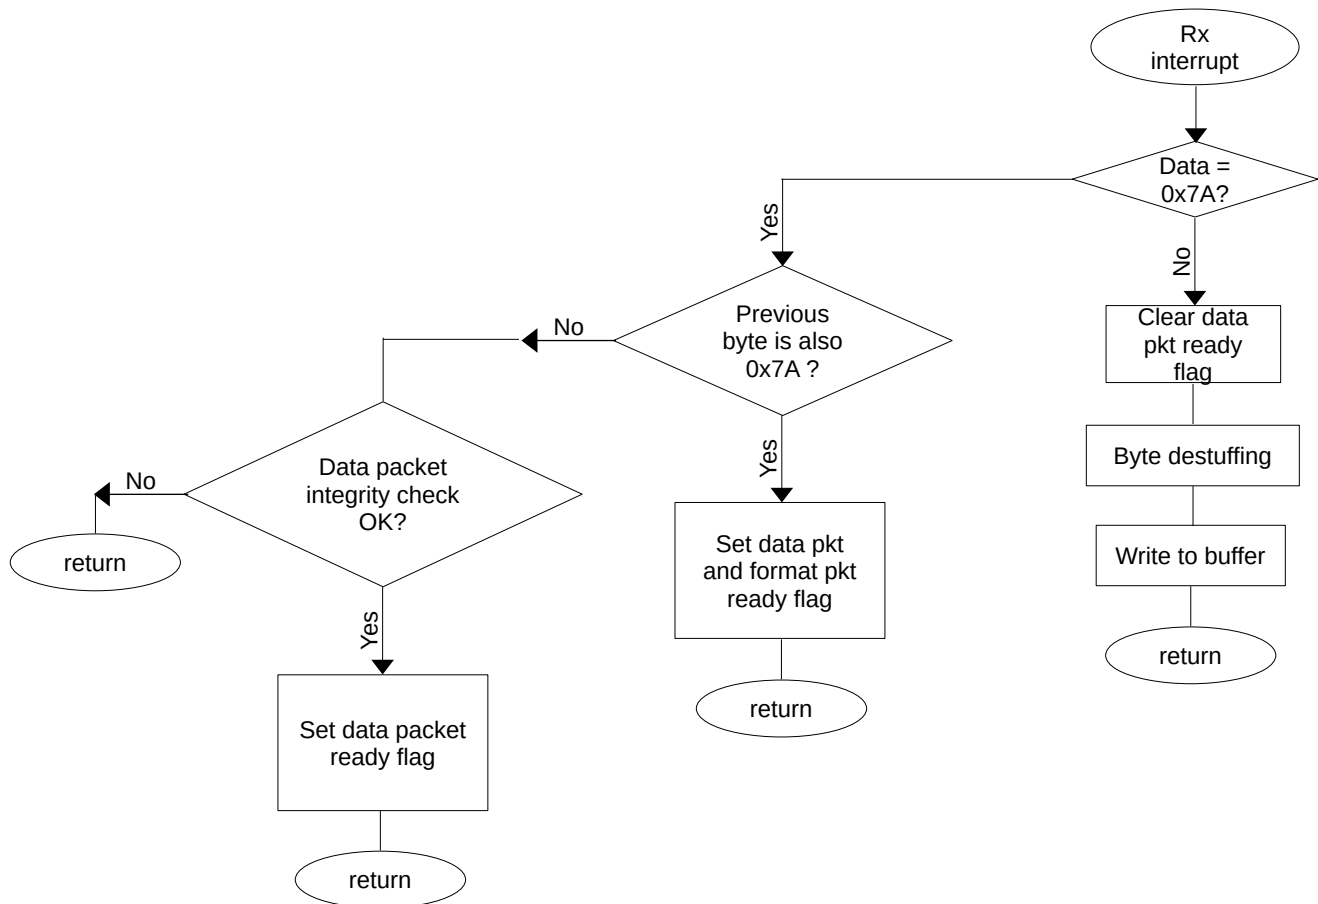 Rx
interrupt
Data =
0x7A?
Yes
No
Previous
byte is also
0x7A ?
No
Clear data
pkt ready
flag
Yes
Data packet
integrity check
OK?
No
Byte destuffing
Set data pkt
and format pkt
ready flag
Write to buffer
return
Yes
return
return
Set data packet
ready flag
return